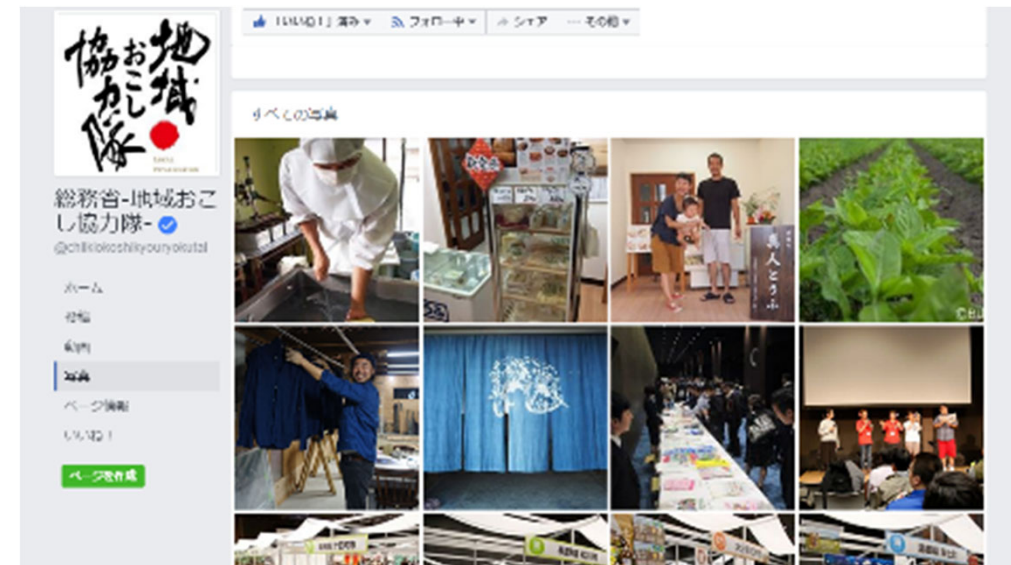 「いいね！」済み フォロー中 シェア … その他
地域
おこし
協力隊
すべての写真
総務省-地域おこ
し協力隊-
@chiikiokoshikyouryokutai
ホーム
投稿
動画
写真
ページ情報
いいね！
ページを作成
真人とうふ